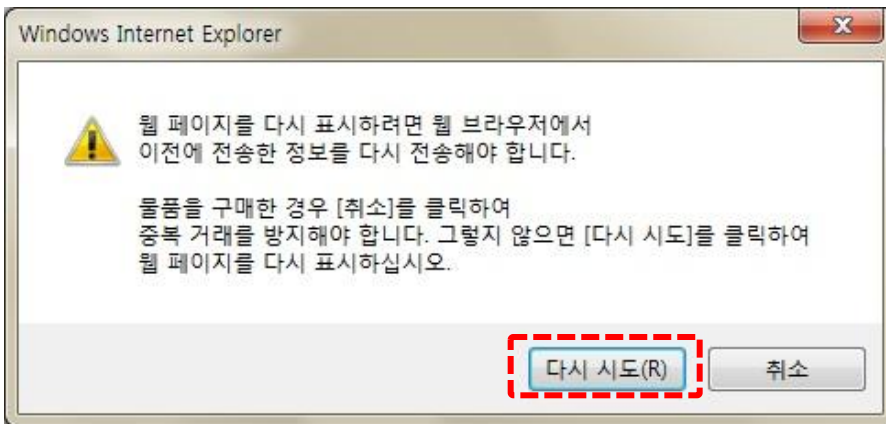 Windows Internet Explorer
웹 페이지를 다시 표시하려면 웹 브라우저에서
이전에 전송한 정보를 다시 전송해야 합니다.
물품을 구매한 경우 [취소]를 클릭하여
중복 거래를 방지해야 합니다. 그렇지 않으면 [다시 시도]를 클릭하여
웹 페이지를 다시 표시하십시오.
다시 시도(R)
취소